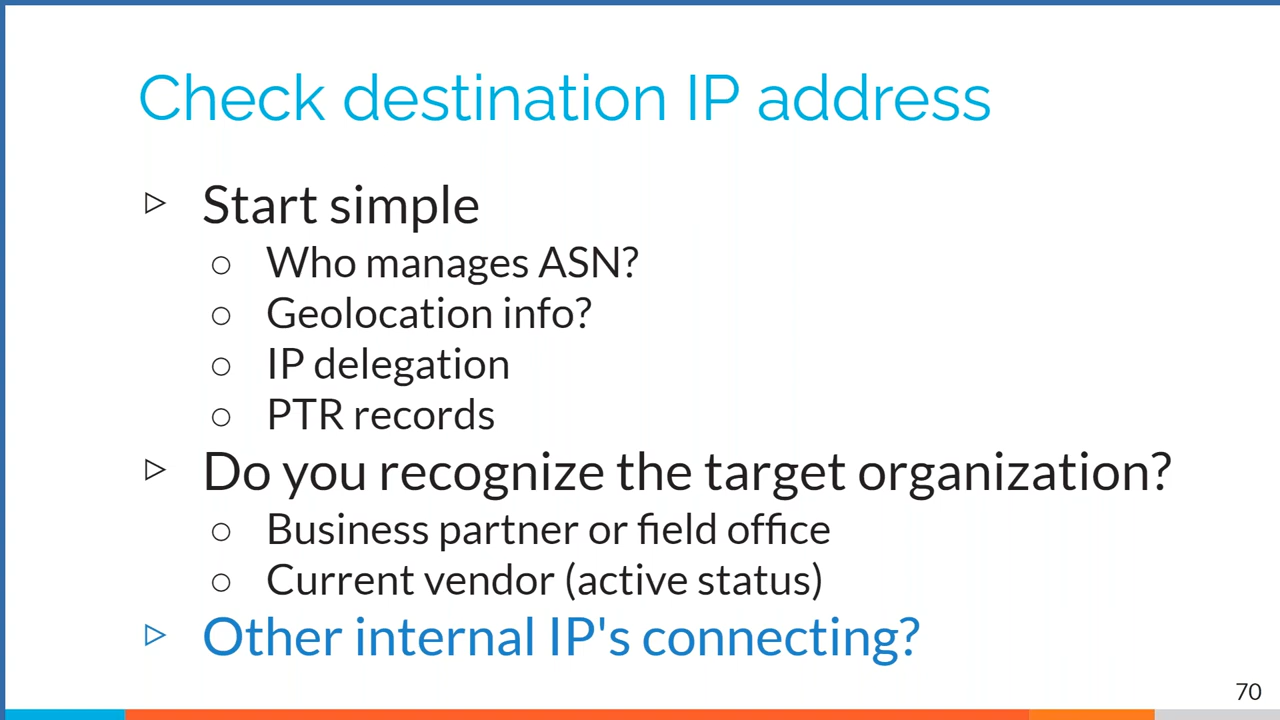 Check destination IP address
▷ Start simple
○ Who manages ASN?
○ Geolocation info?
○ IP delegation
○ PTR records
▷ Do you recognize the target organization?
○ Business partner or field office
○ Current vendor (active status)
▷ Other internal IP's connecting?
70